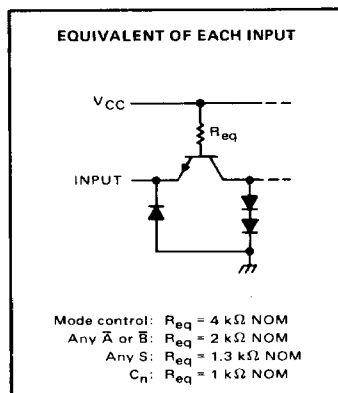 EQUIVALENT OF EACH INPUT
VCC
Req
INPUT
Mode control: Req = 4 kΩ NOM
Any A̅ or B̅: Req = 2 kΩ NOM
Any S: Req = 1.3 kΩ NOM
Cn: Req = 1 kΩ NOM